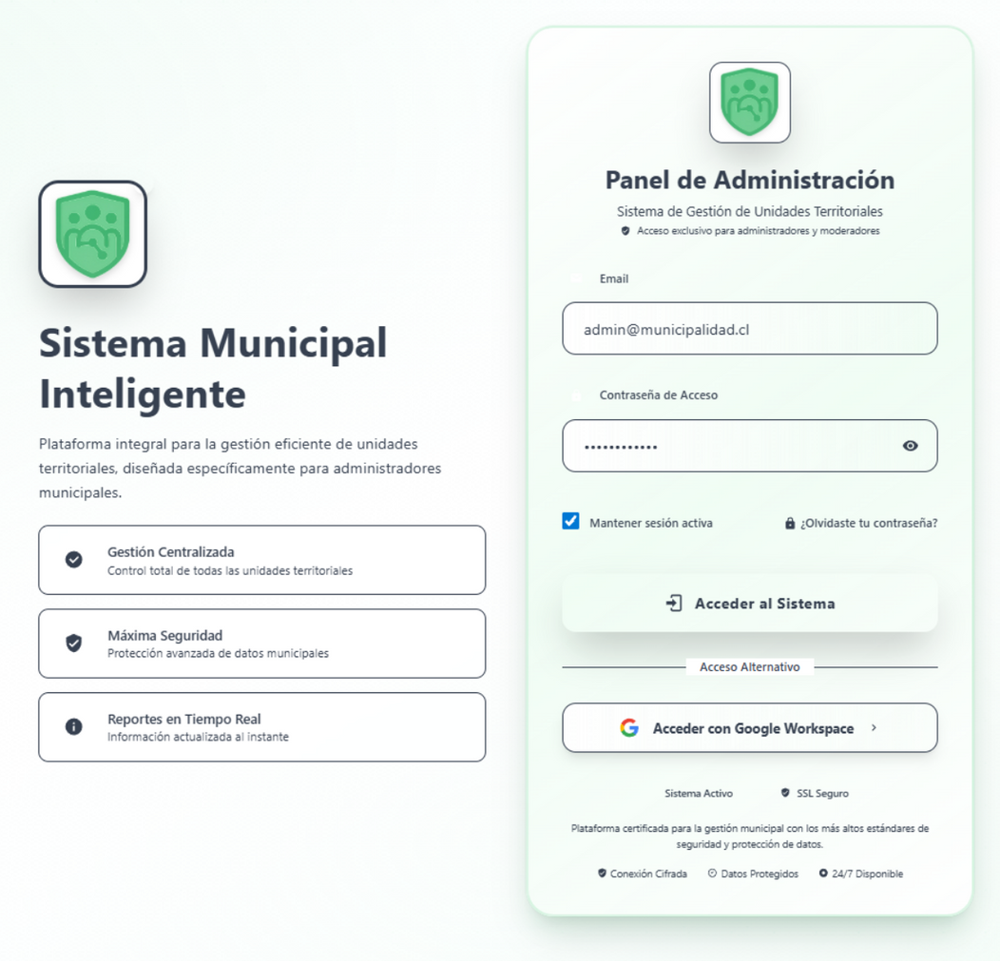 Sistema Municipal
Inteligente
Plataforma integral para la gestión eficiente de unidades
territoriales, diseñada específicamente para administradores
municipales.
Gestión Centralizada
Control total de todas las unidades territoriales
Máxima Seguridad
Protección avanzada de datos municipales
Reportes en Tiempo Real
Información actualizada al instante
Panel de Administración
Sistema de Gestión de Unidades Territoriales
Acceso exclusivo para administradores y moderadores
Email
admin@municipalidad.cl
Contraseña de Acceso
••••••••••••
Mantener sesión activa
¿Olvidaste tu contraseña?
Acceder al Sistema
Acceso Alternativo
Acceder con Google Workspace
Sistema Activo
SSL Seguro
Plataforma certificada para la gestión municipal con los más altos estándares de
seguridad y protección de datos.
Conexión Cifrada
Datos Protegidos
24/7 Disponible